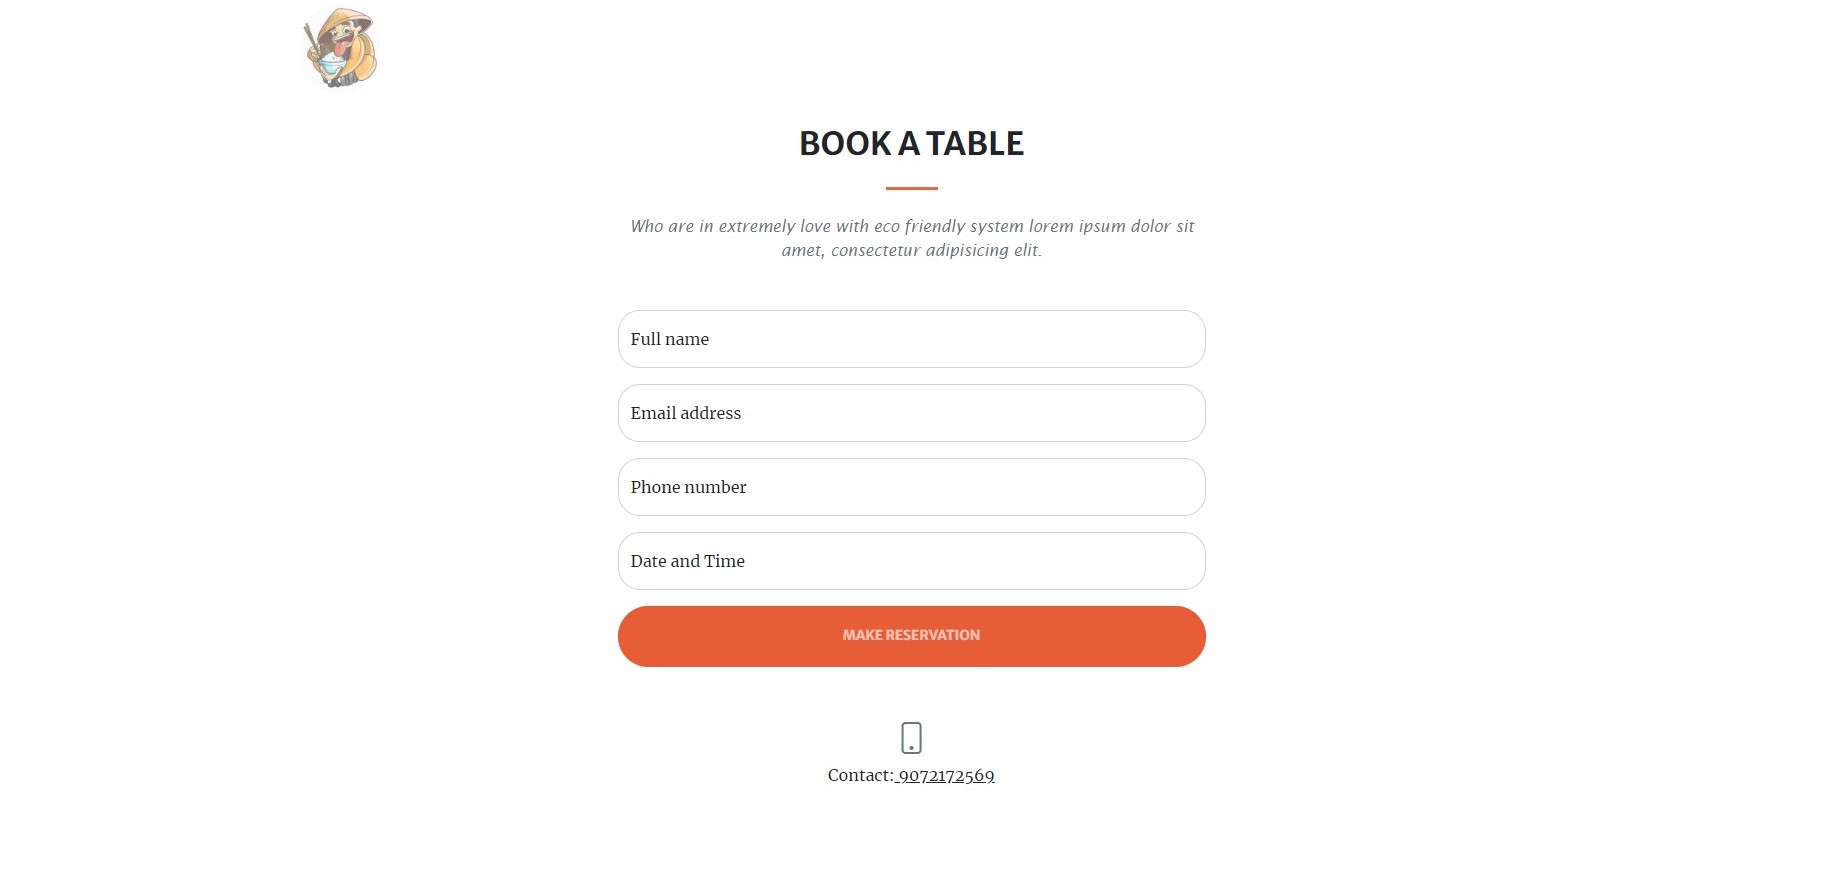 BOOK A TABLE
Who are in extremely love with eco friendly system lorem ipsum dolor sit
amet, consectetur adipisicing elit.
Full name
Email address
Phone number
Date and Time
MAKE RESERVATION
Contact: 9072172569